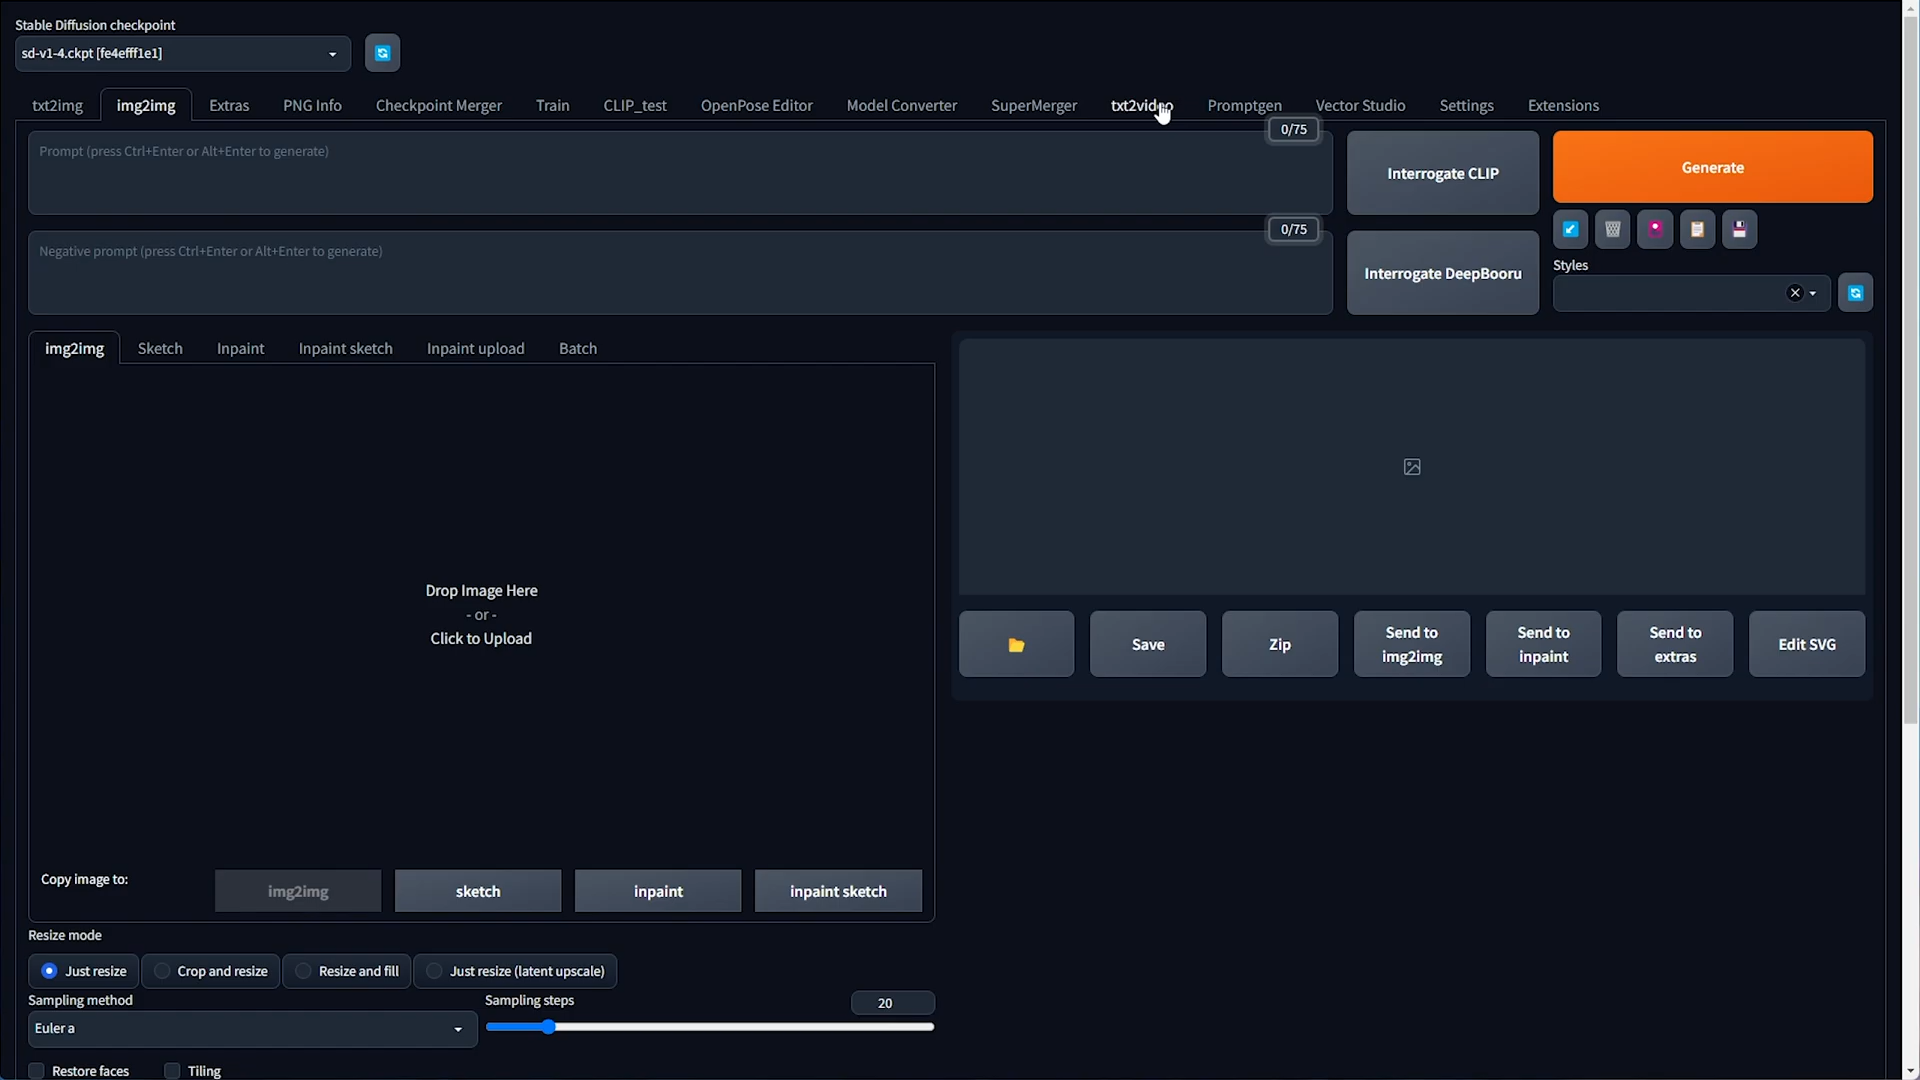 Stable Diffusion checkpoint
sd-v1-4.ckpt [fe4efff1e1]
txt2img img2img Extras PNG Info Checkpoint Merger Train CLIP_test OpenPose Editor Model Converter SuperMerger txt2video Promptgen Vector Studio Settings Extensions
0/75
Prompt (press Ctrl+Enter or Alt+Enter to generate)
Interrogate CLIP
Generate
0/75
Negative prompt (press Ctrl+Enter or Alt+Enter to generate)
Interrogate DeepBooru
Styles
img2img Sketch Inpaint Inpaint sketch Inpaint upload Batch
Drop Image Here
- or -
Click to Upload
Save
Zip
Send to
img2img
Send to
inpaint
Send to
extras
Edit SVG
Copy image to:
img2img
sketch
inpaint
inpaint sketch
Resize mode
Just resize Crop and resize Resize and fill Just resize (latent upscale)
Sampling method
Euler a
Sampling steps
20
Restore faces Tiling